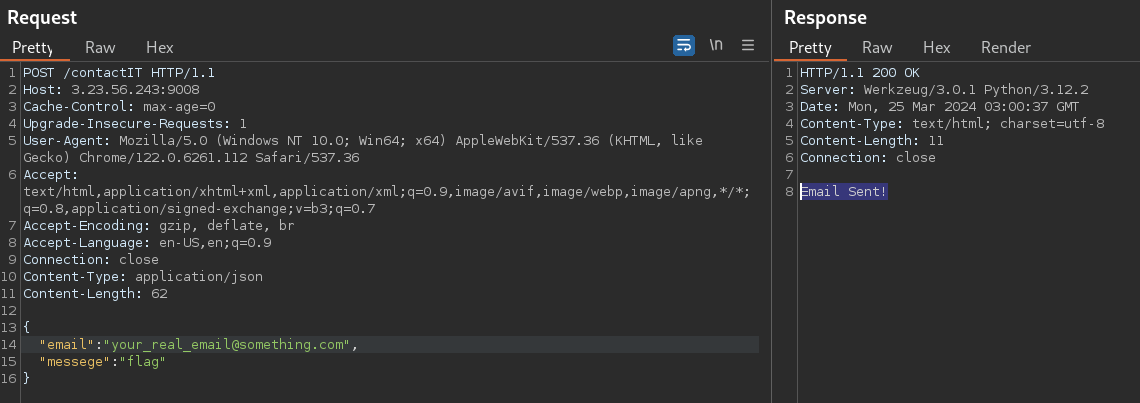 Request
Pretty Raw Hex
\n
1 POST /contactIT HTTP/1.1
2 Host: 3.23.56.243:9008
3 Cache-Control: max-age=0
4 Upgrade-Insecure-Requests: 1
5 User-Agent: Mozilla/5.0 (Windows NT 10.0; Win64; x64) AppleWebKit/537.36 (KHTML, like
Gecko) Chrome/122.0.6261.112 Safari/537.36
6 Accept:
text/html,application/xhtml+xml,application/xml;q=0.9,image/avif,image/webp,image/apng,*/*;
q=0.8,application/signed-exchange;v=b3;q=0.7
7 Accept-Encoding: gzip, deflate, br
8 Accept-Language: en-US,en;q=0.9
9 Connection: close
10 Content-Type: application/json
11 Content-Length: 62
12
13 {
14 "email":"your_real_email@something.com",
15 "messege":"flag"
16 }
Response
Pretty Raw Hex Render
1 HTTP/1.1 200 OK
2 Server: Werkzeug/3.0.1 Python/3.12.2
3 Date: Mon, 25 Mar 2024 03:00:37 GMT
4 Content-Type: text/html; charset=utf-8
5 Content-Length: 11
6 Connection: close
7
8 Email Sent!